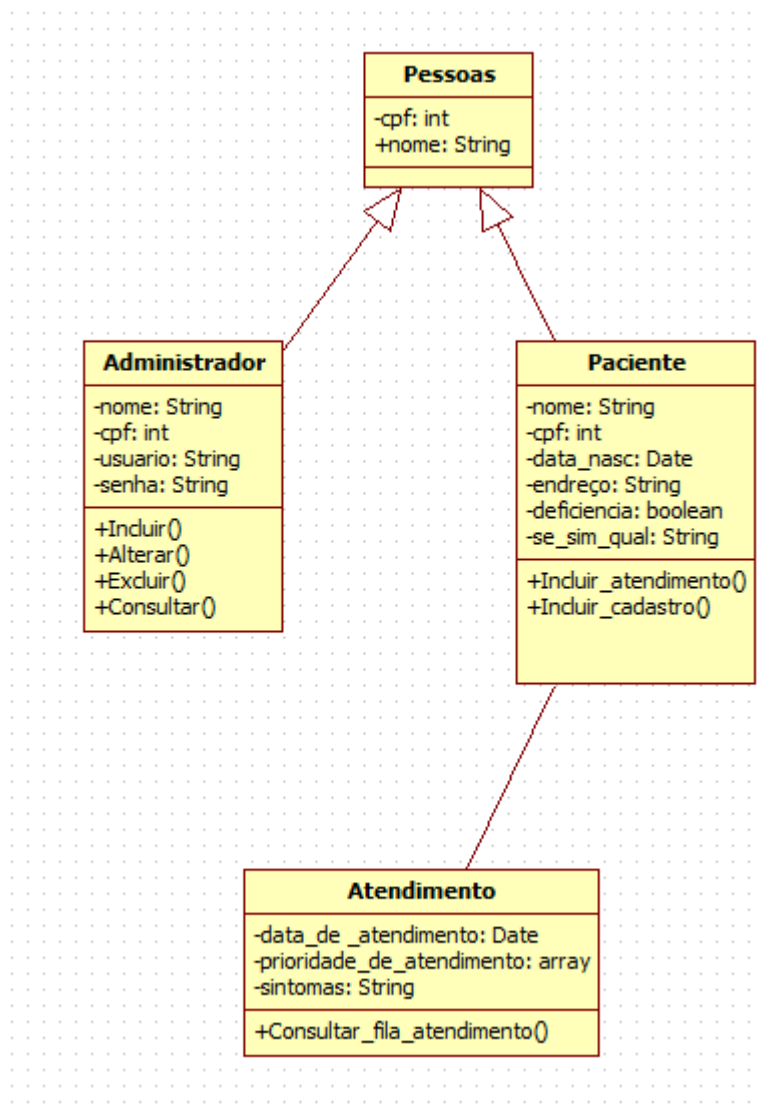 Pessoas
-cpf: int
+nome: String
Administrador
-nome: String
-cpf: int
-usuario: String
-senha: String
+Incluir()
+Alterar()
+Excluir()
+Consultar()
Paciente
-nome: String
-cpf: int
-data_nasc: Date
-endreço: String
-deficiencia: boolean
-se_sim_qual: String
+Incluir_atendimento()
+Incluir_cadastro()
Atendimento
-data_de _atendimento: Date
-prioridade_de_atendimento: array
-sintomas: String
+Consultar_fila_atendimento()